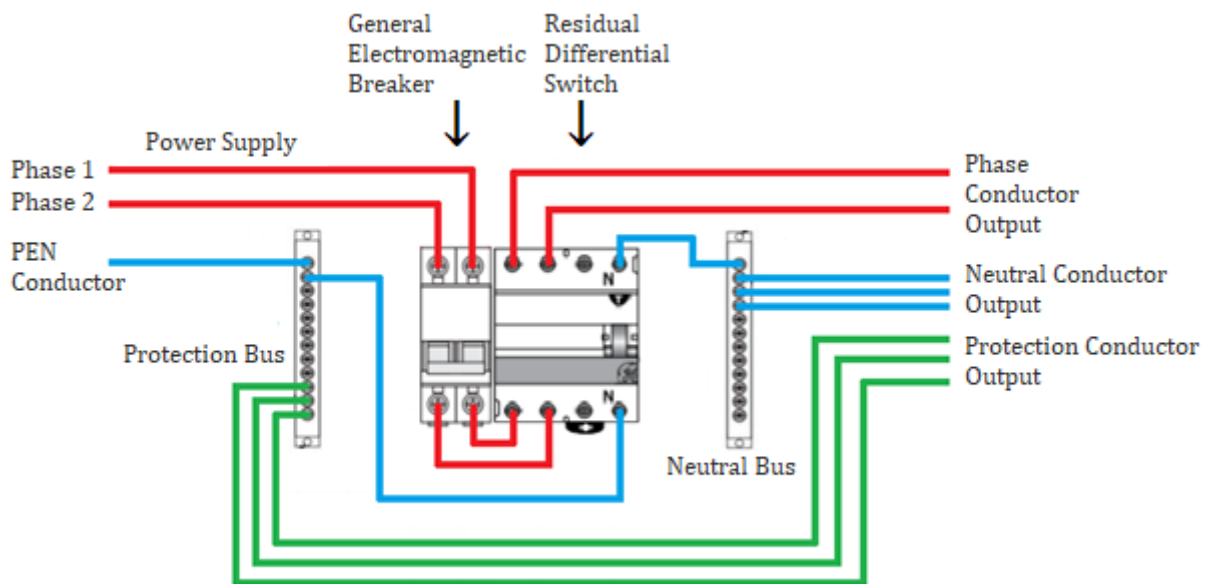 General
Electromagnetic
Breaker
Residual
Differential
Switch
Power Supply
Phase 1
Phase 2
PEN
Conductor
Protection Bus
N
N
Phase
Conductor
Output
Neutral Conductor
Output
Protection Conductor
Output
Neutral Bus